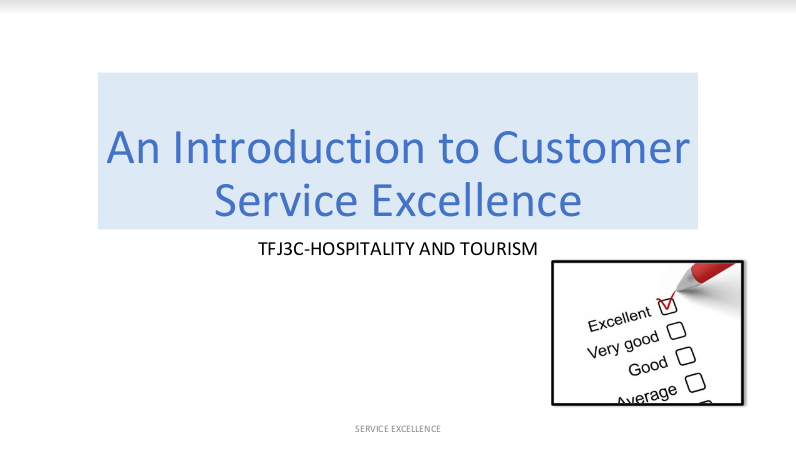 An Introduction to Customer
Service Excellence
TFJ3C-HOSPITALITY AND TOURISM
Excellent
Very good
Good
Average
SERVICE EXCELLENCE